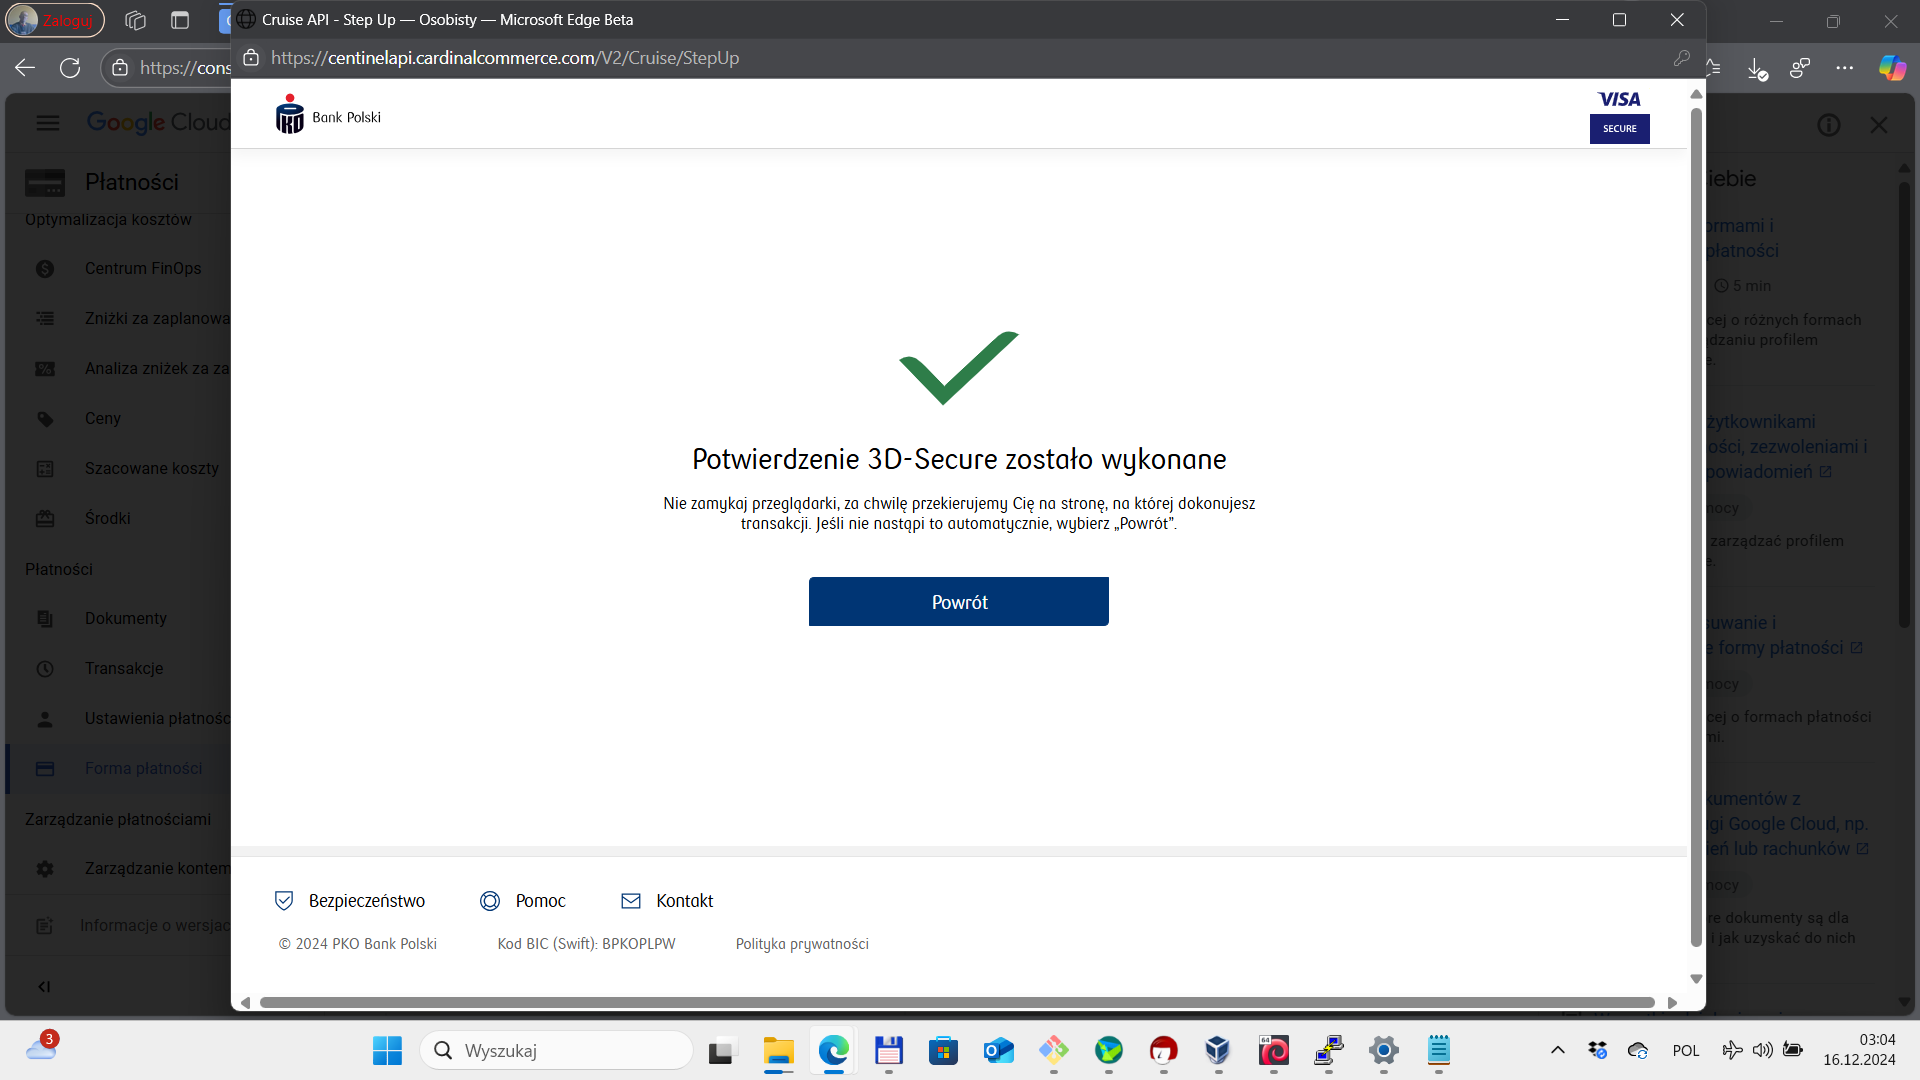 Zaloguj
Cruise API - Step Up — Osobisty — Microsoft Edge Beta
https://cons
https://centinelapi.cardinalcommerce.com/V2/Cruise/StepUp
Google Cloud
Bank Polski
VISA
SECURE
Płatności
Optymalizacja kosztów
Centrum FinOps
Zniżki za zaplanowa
Analiza zniżek za za
Ceny
Szacowane koszty
Środki
Płatności
Dokumenty
Transakcje
Ustawienia płatnośc
Forma płatności
Zarządzanie płatnościami
Zarządzanie kontem
Informacje o wersjac
Potwierdzenie 3D-Secure zostało wykonane
Nie zamykaj przeglądarki, za chwilę przekierujemy Cię na stronę, na której dokonujesz
transakcji. Jeśli nie nastąpi to automatycznie, wybierz „Powrót”.
Powrót
Bezpieczeństwo
Pomoc
Kontakt
© 2024 PKO Bank Polski
Kod BIC (Swift): BPKOPLPW
Polityka prywatności
iebie
ormami i
płatności
5 min
cej o różnych formach
dzaniu profilem
e.
żytkownikami
ości, zezwoleniami i
powiadomień
mocy
zarządzać profilem
e.
suwanie i
e formy płatności
mocy
cej o formach płatności
mi.
kumentów z
ugi Google Cloud, np.
eń lub rachunków
mocy
re dokumenty są dla
i jak uzyskać do nich
3
Wyszukaj
64
POL
03:04
16.12.2024